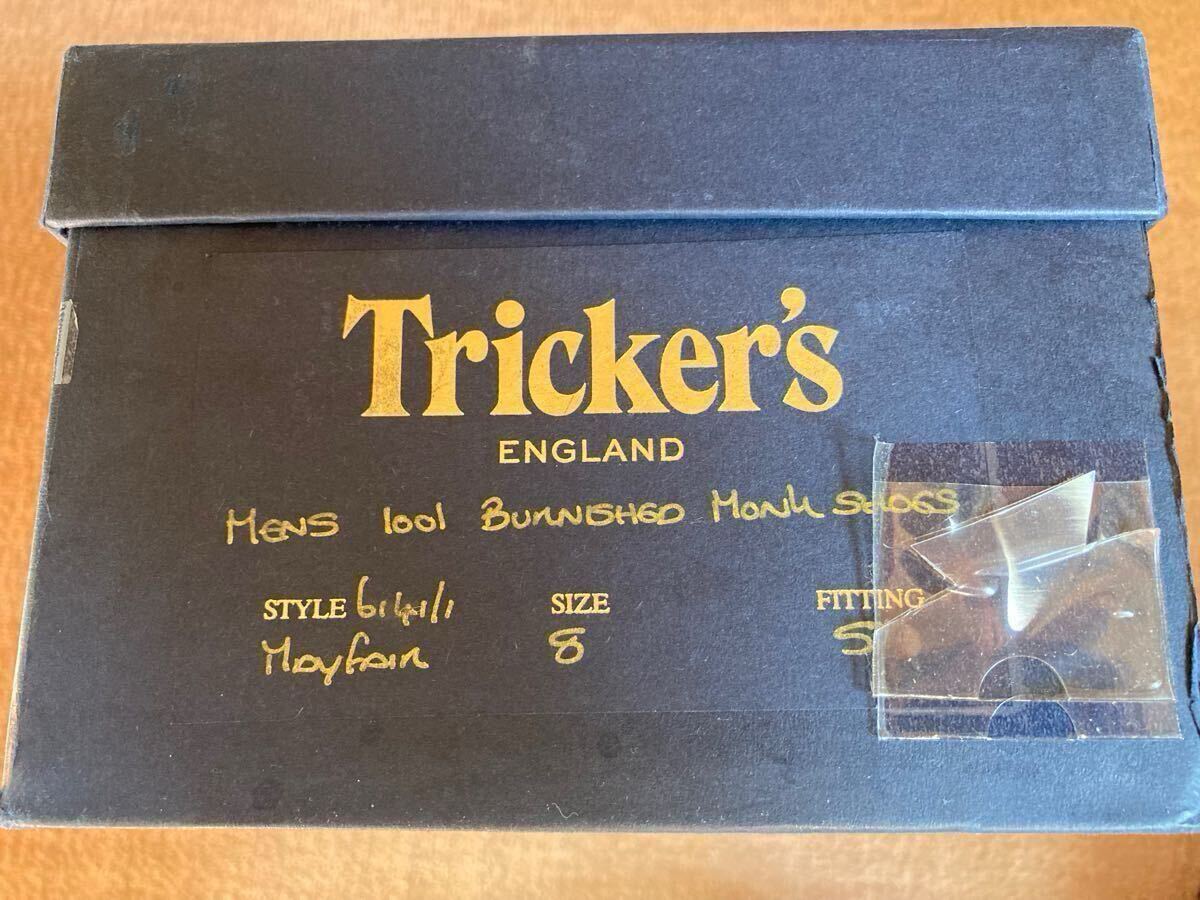 Tricker's
ENGLAND
MENS 1001 BURNISHED MONK SHOES
STYLE 6141/1 SIZE FITTING
Mayfair 8 5